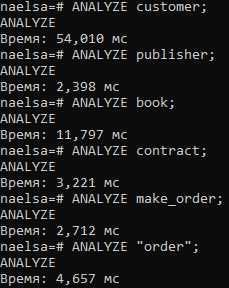 naelsa=# ANALYZE customer;
ANALYZE
Время: 54,010 мс
naelsa=# ANALYZE publisher;
ANALYZE
Время: 2,398 мс
naelsa=# ANALYZE book;
ANALYZE
Время: 11,797 мс
naelsa=# ANALYZE contract;
ANALYZE
Время: 3,221 мс
naelsa=# ANALYZE make_order;
ANALYZE
Время: 2,712 мс
naelsa=# ANALYZE "order";
ANALYZE
Время: 4,657 мс